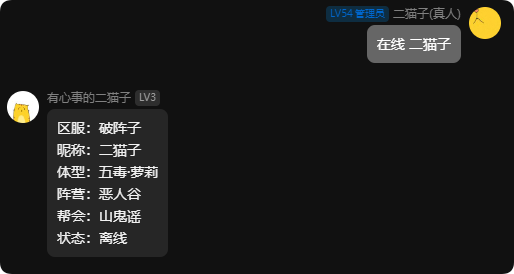 LV54 管理员 二猫子(真人)
在线 二猫子
有心事的二猫子 LV3
区服：破阵子
昵称：二猫子
体型：五毒·萝莉
阵营：恶人谷
帮会：山鬼谣
状态：离线